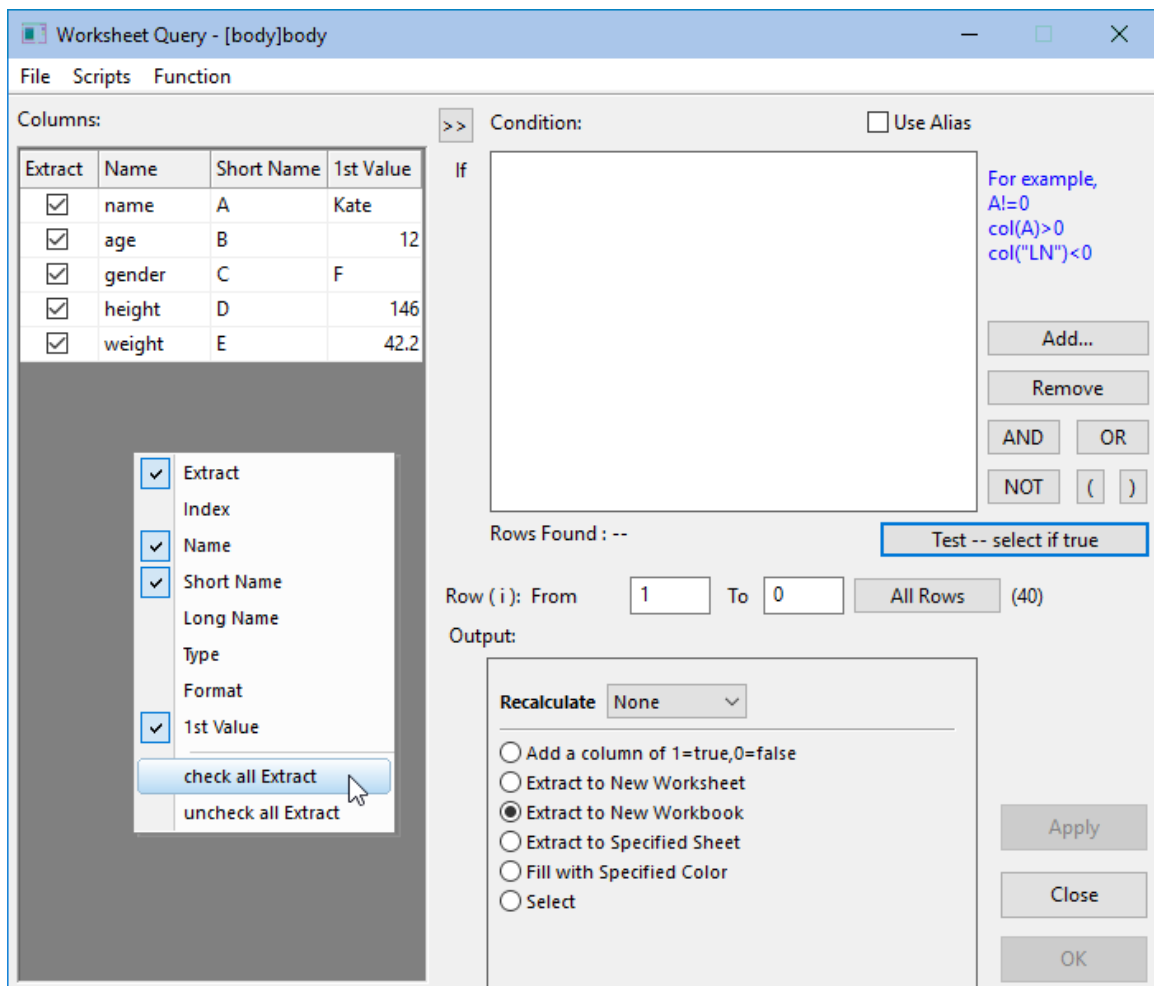 Worksheet Query - [body]body
File Scripts Function
Columns:
>> Condition: Use Alias
Extract Name Short Name 1st Value
name A Kate
age B 12
gender C F
height D 146
weight E 42.2
If
For example,
A!=0
col(A)>0
col("LN")<0
Add...
Remove
AND OR
NOT ( )
Extract
Index
Name
Short Name
Long Name
Type
Format
1st Value
check all Extract
uncheck all Extract
Rows Found : --
Test -- select if true
Row ( i ): From 1 To 0 All Rows (40)
Output:
Recalculate None
Add a column of 1=true,0=false
Extract to New Worksheet
Extract to New Workbook
Extract to Specified Sheet
Fill with Specified Color
Select
Apply
Close
OK